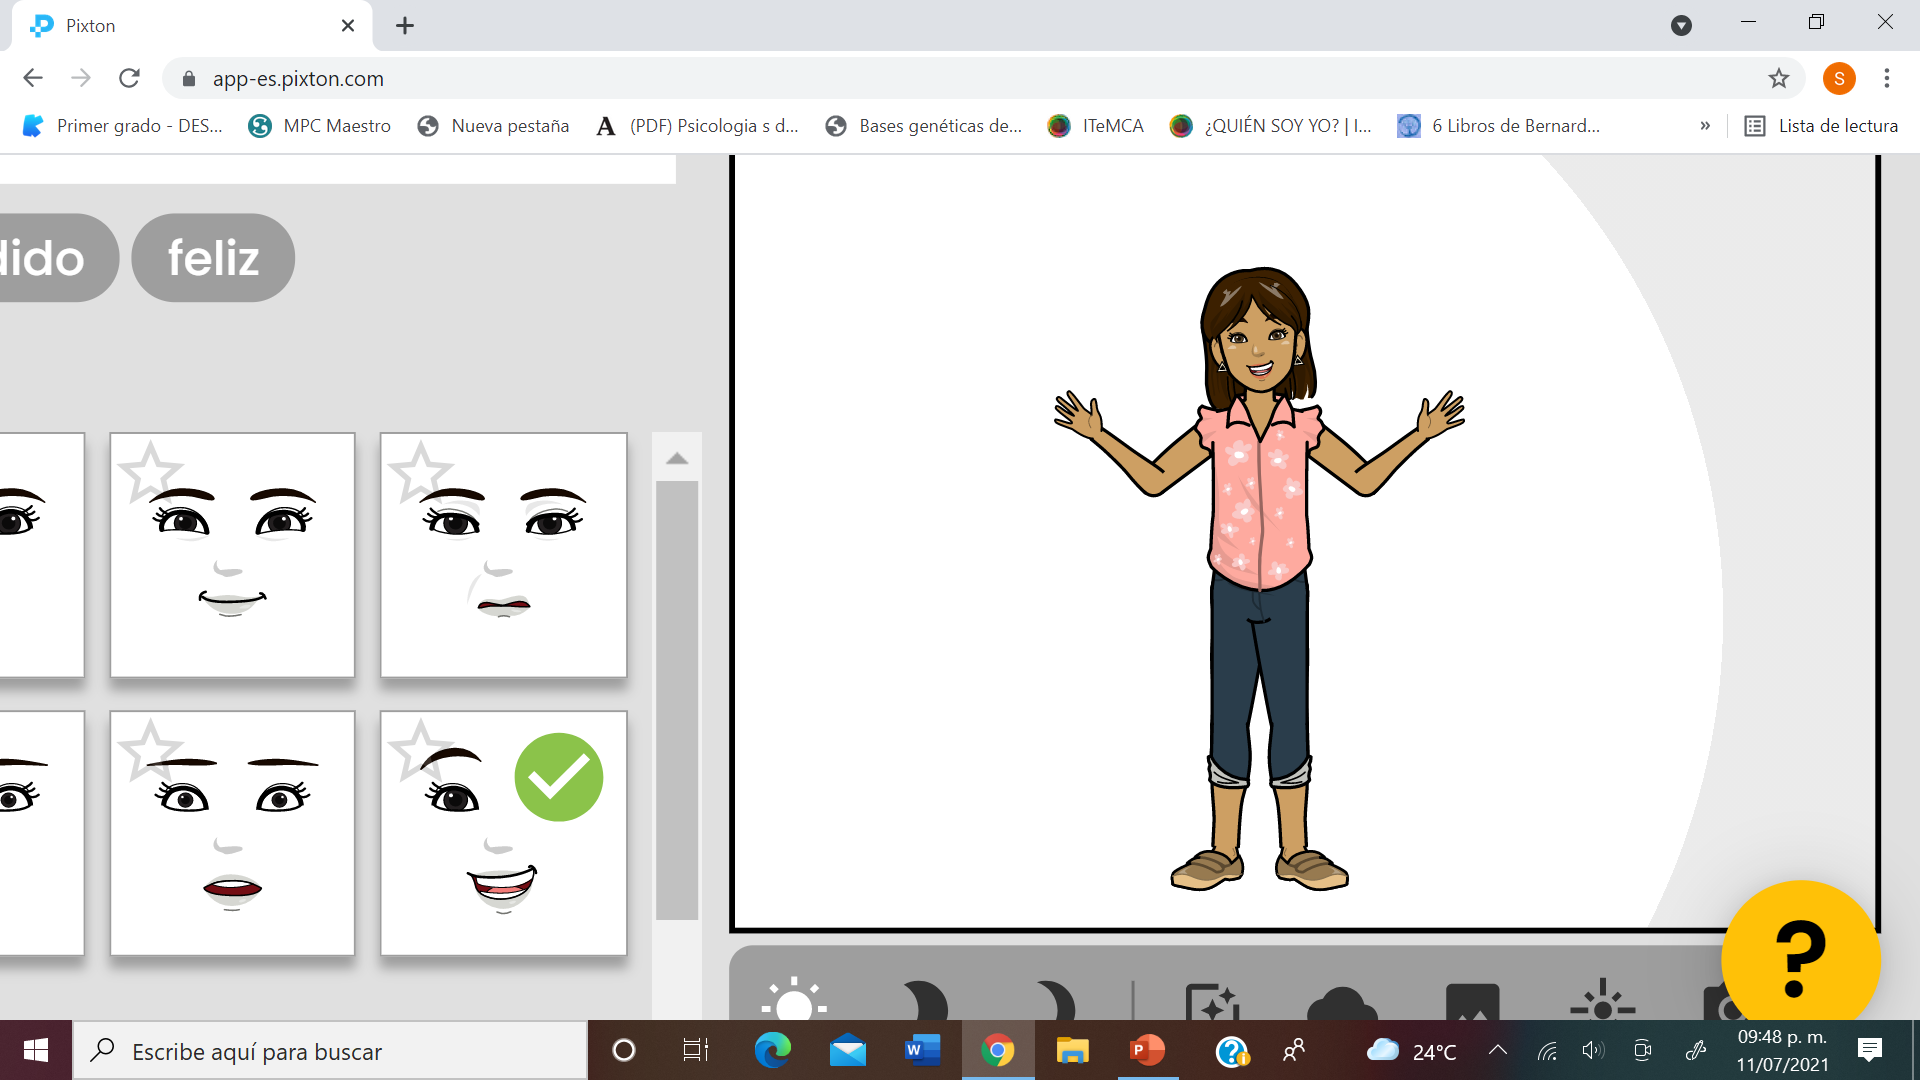 Pixton
app-es.pixton.com
S
Primer grado - DES...
MPC Maestro
Nueva pestaña
A (PDF) Psicologia s d...
Bases genéticas de...
ITeMCA
¿QUIÉN SOY YO? | I...
6 Libros de Bernard...
»
Lista de lectura
dido
feliz
?
Escribe aquí para buscar
24°C
09:48 p. m.
11/07/2021